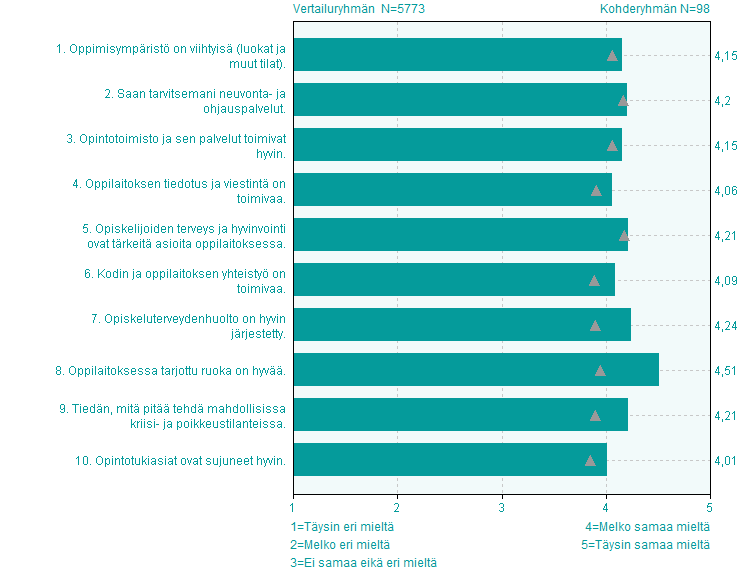 Vertailuryhmän N=5773 Kohderyhmän N=98
1. Oppimisympäristö on viihtyisä (luokat ja
muut tilat).
4,15
2. Saan tarvitsemani neuvonta- ja
ohjauspalvelut.
4,2
3. Opintotoimisto ja sen palvelut toimivat
hyvin.
4,15
4. Oppilaitoksen tiedotus ja viestintä on
toimivaa.
4,06
5. Opiskelijoiden terveys ja hyvinvointi
ovat tärkeitä asioita oppilaitoksessa.
4,21
6. Kodin ja oppilaitoksen yhteistyö on
toimivaa.
4,09
7. Opiskeluterveydenhuolto on hyvin
järjestetty.
4,24
8. Oppilaitoksessa tarjottu ruoka on hyvää.
4,51
9. Tiedän, mitä pitää tehdä mahdollisissa
kriisi- ja poikkeustilanteissa.
4,21
10. Opintotukiasiat ovat sujuneet hyvin.
4,01
1 2 3 4 5
1=Täysin eri mieltä
2=Melko eri mieltä
3=Ei samaa eikä eri mieltä
4=Melko samaa mieltä
5=Täysin samaa mieltä